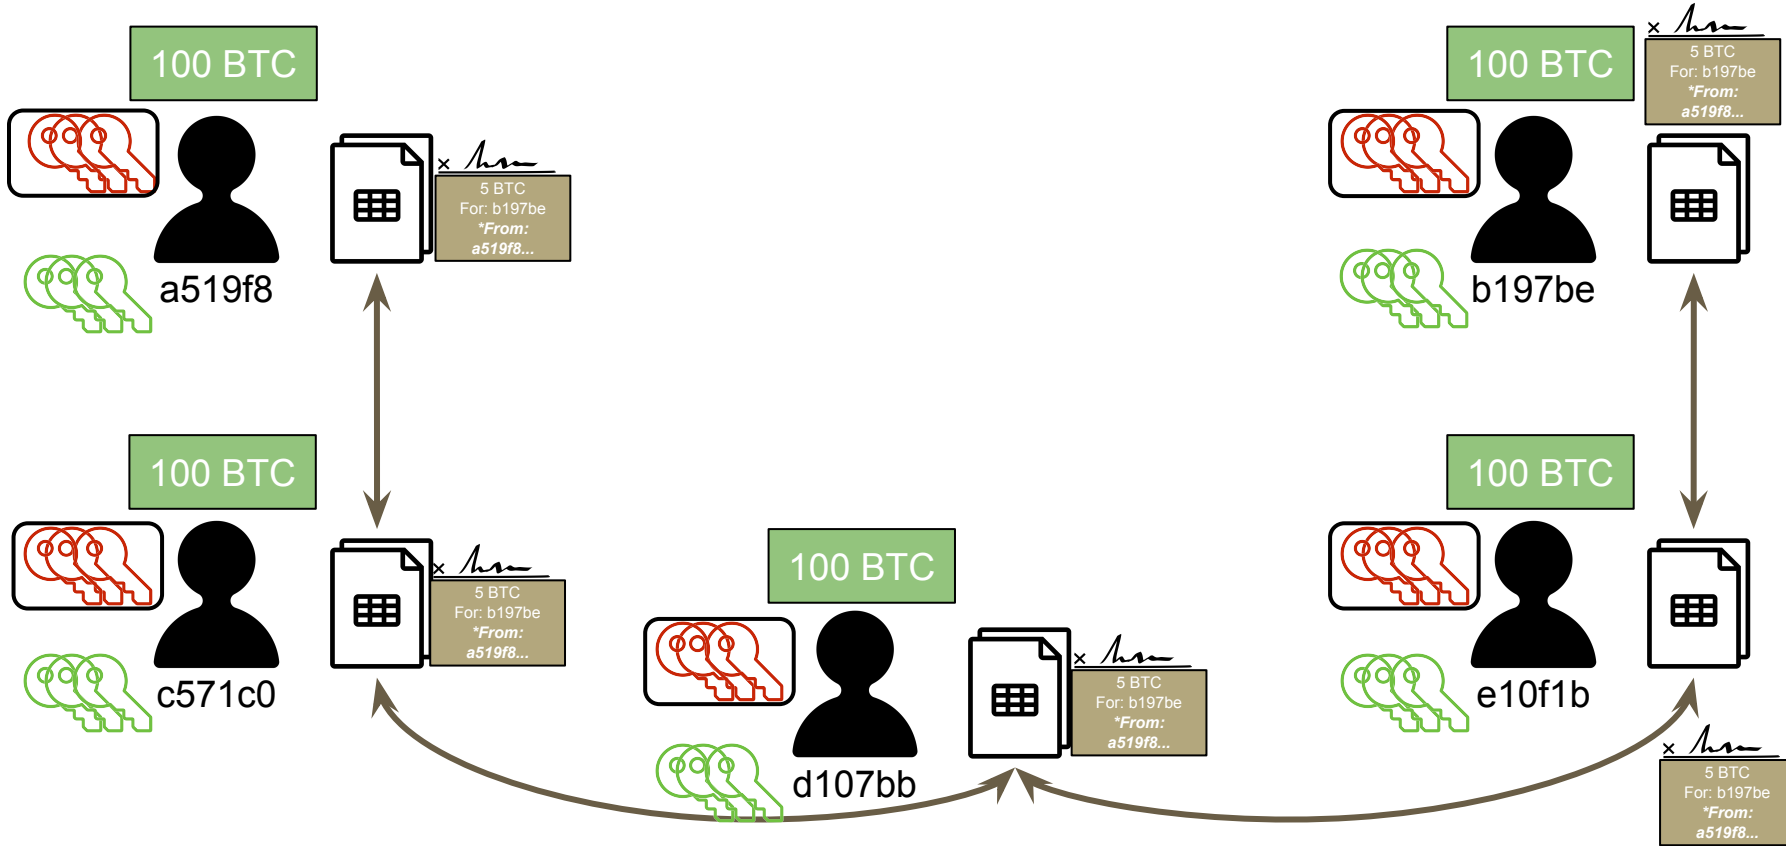 100 BTC
a519f8
×
5 BTC
For: b197be
*From:
a519f8...
100 BTC
b197be
×
5 BTC
For: b197be
*From:
a519f8...
100 BTC
c571c0
×
5 BTC
For: b197be
*From:
a519f8...
100 BTC
d107bb
×
5 BTC
For: b197be
*From:
a519f8...
100 BTC
e10f1b
×
5 BTC
For: b197be
*From:
a519f8...